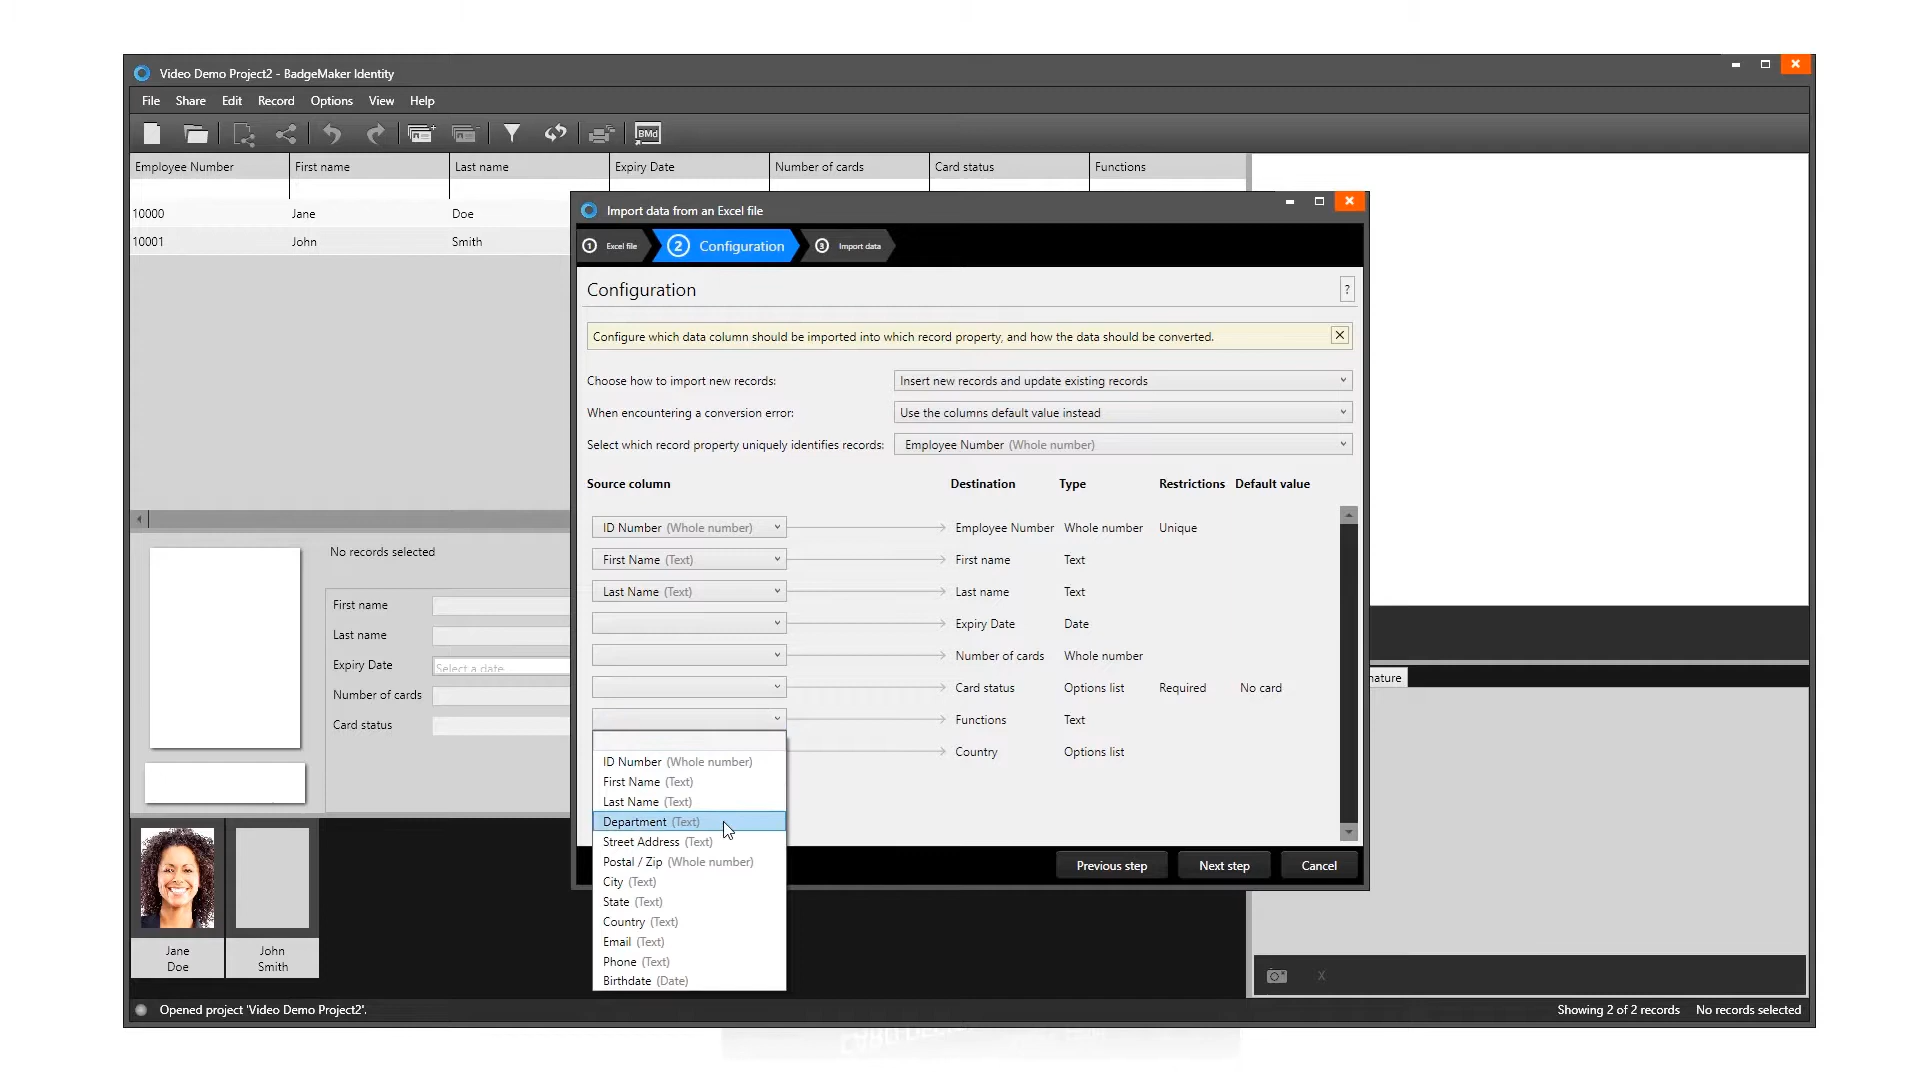 Video Demo Project2 - BadgeMaker Identity
File Share Edit Record Options View Help
BMd
Employee Number First name Last name Expiry Date Number of cards Card status Functions
10000 Jane Doe
10001 John Smith
Import data from an Excel file
1 Excel file 2 Configuration 3 Import data
Configuration
?
Configure which data column should be imported into which record property, and how the data should be converted.
Choose how to import new records: Insert new records and update existing records
When encountering a conversion error: Use the columns default value instead
Select which record property uniquely identifies records: Employee Number (Whole number)
Source column Destination Type Restrictions Default value
ID Number (Whole number) Employee Number Whole number Unique
First Name (Text) First name Text
Last Name (Text) Last name Text
Expiry Date Date
Number of cards Whole number
Card status Options list Required No card
Functions Text
Country Options list
ID Number (Whole number)
First Name (Text)
Last Name (Text)
Department (Text)
Street Address (Text)
Postal / Zip (Whole number)
City (Text)
State (Text)
Country (Text)
Email (Text)
Phone (Text)
Birthdate (Date)
Previous step Next step Cancel
No records selected
First name
Last name
Expiry Date Select a date
Number of cards
Card status
nature
Jane
Doe
John
Smith
X
Opened project 'Video Demo Project2'.
Showing 2 of 2 records No records selected